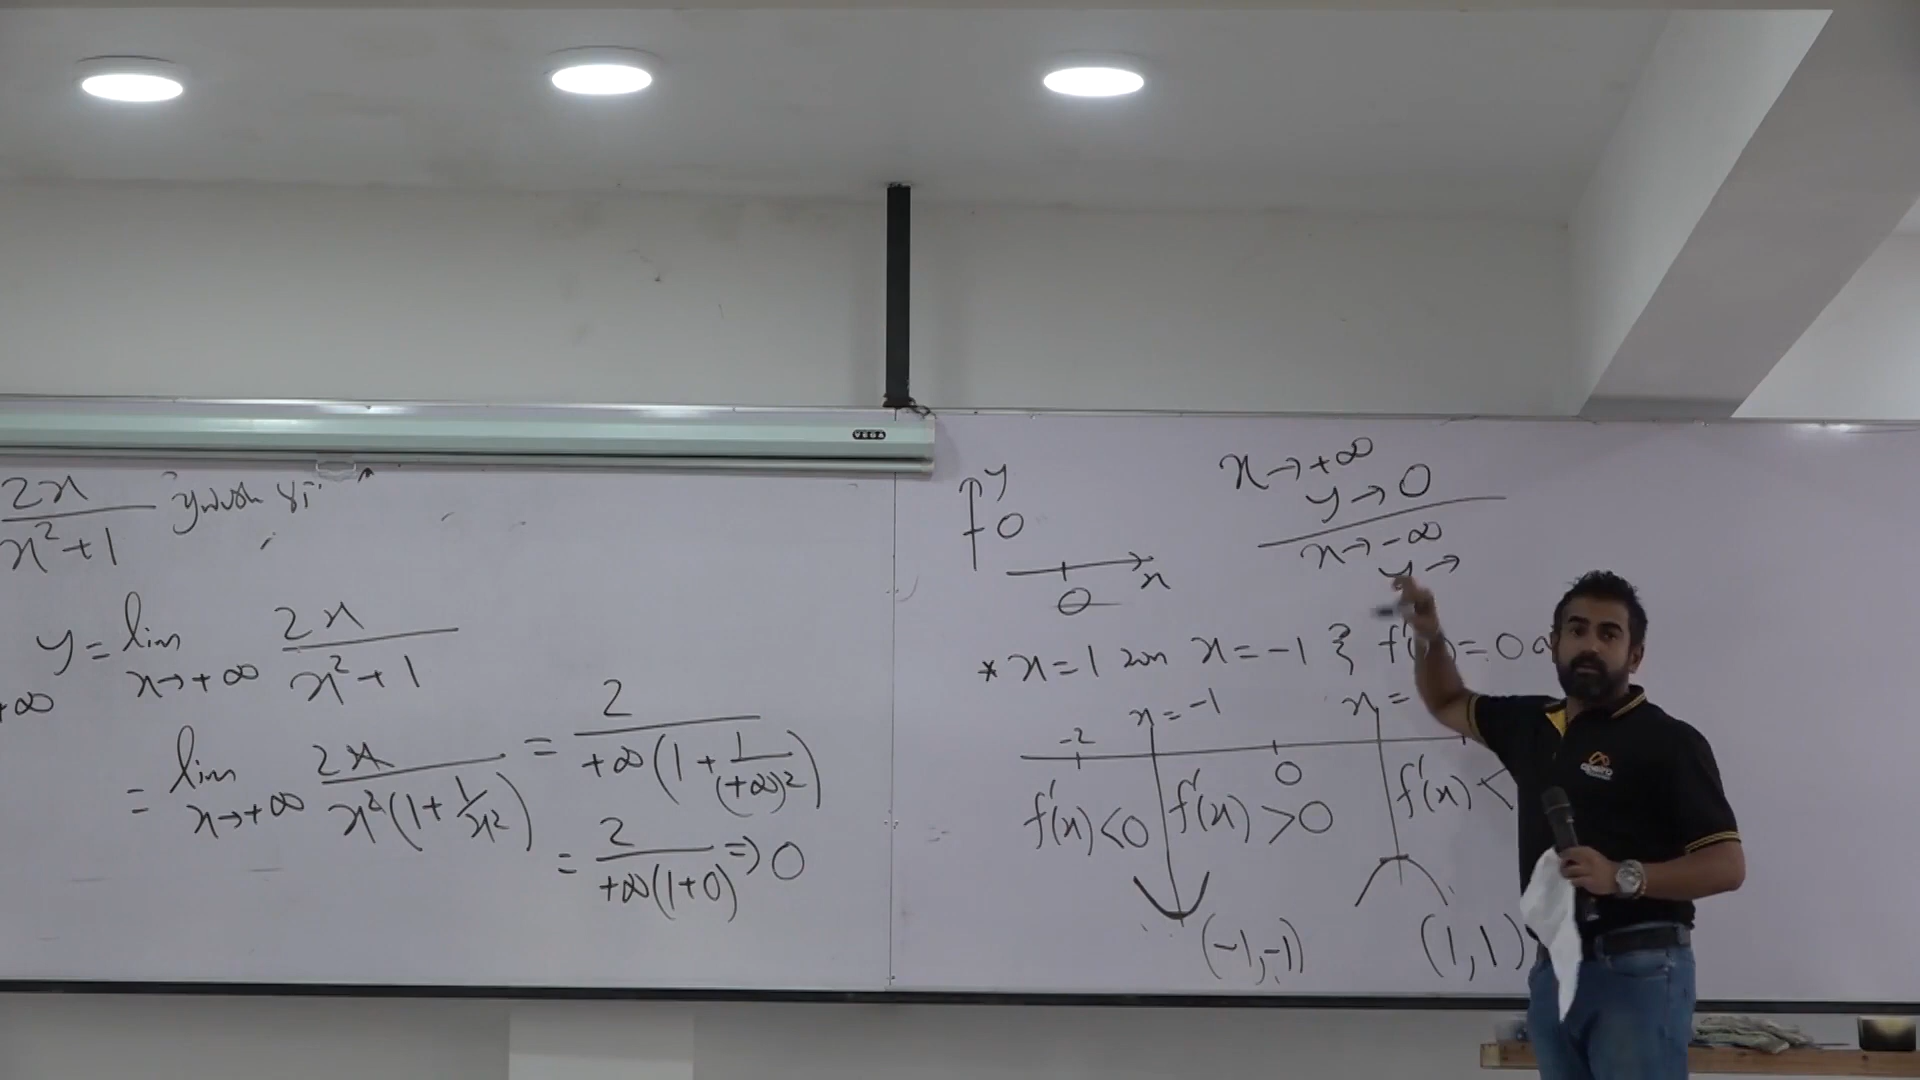 2x / x² + 1
y = lim x→+∞ 2x / x² + 1
+∞
= lim x→+∞ 2x / x²(1 + 1/x²) = 2 / +∞(1 + 1/(+∞)²)
= 2 / +∞(1+0) ⇒ 0
VEGA
y
0
x
0
x → +∞
y → 0
x → -∞
y →
* x = 1 x = -1 f'(x) = 0
x = -1 x =
-2 0
f'(x) < 0 f'(x) > 0 f'(x) <
(-1,-1) (1,1)